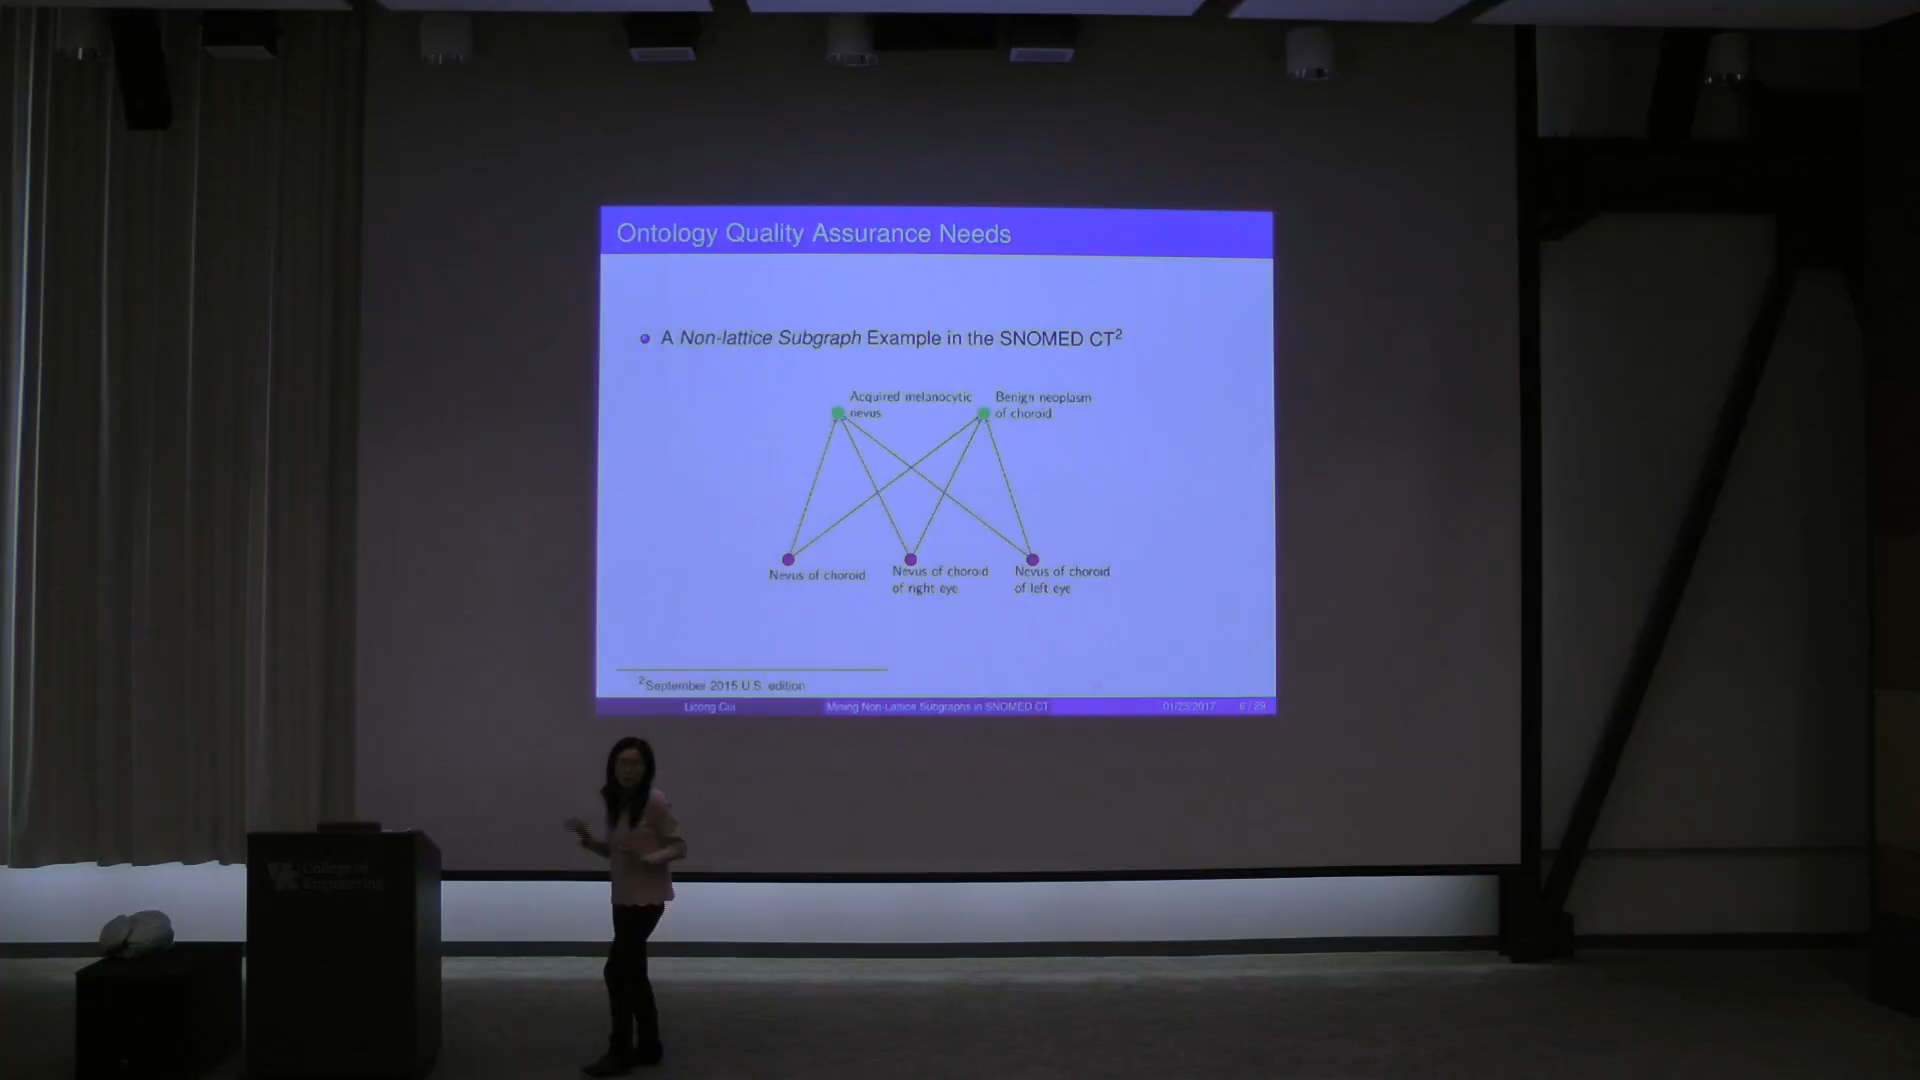 Ontology Quality Assurance Needs
A Non-lattice Subgraph Example in the SNOMED CT2
Acquired melanocytic
nevus
Benign neoplasm
of choroid
Nevus of choroid
Nevus of choroid
of right eye
Nevus of choroid
of left eye
2September 2015 U.S. edition
Licong Cui
Mining Non-Lattice Subgraphs in SNOMED CT
01/23/2017
6 / 29
College of
Engineering